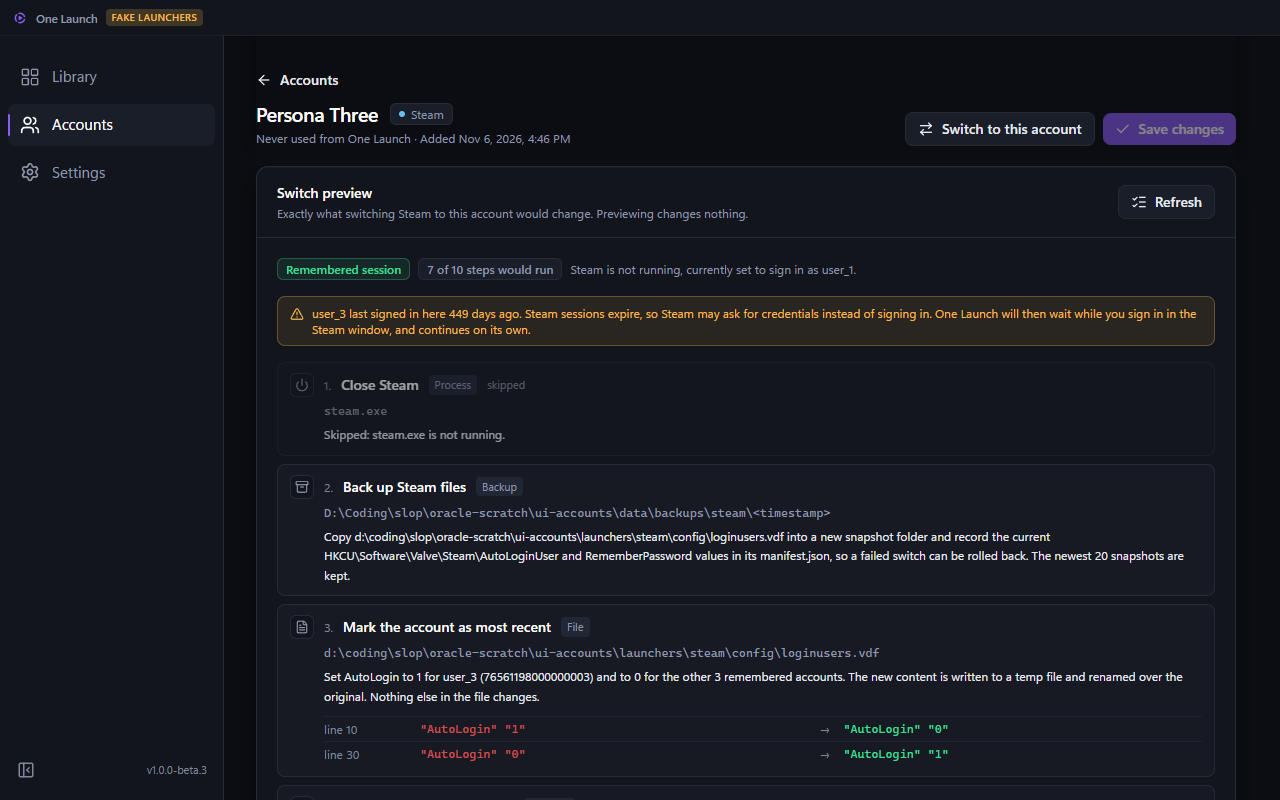 One Launch FAKE LAUNCHERS
Library
Accounts
Settings
v1.0.0-beta.3
Accounts
Persona Three Steam
Never used from One Launch · Added Nov 6, 2026, 4:46 PM
Switch to this account
Save changes
Switch preview
Exactly what switching Steam to this account would change. Previewing changes nothing.
Refresh
Remembered session 7 of 10 steps would run Steam is not running, currently set to sign in as user_1.
user_3 last signed in here 449 days ago. Steam sessions expire, so Steam may ask for credentials instead of signing in. One Launch will then wait while you sign in in the
Steam window, and continues on its own.
1. Close Steam Process skipped
steam.exe
Skipped: steam.exe is not running.
2. Back up Steam files Backup
D:\Coding\slop\oracle-scratch\ui-accounts\data\backups\steam\<timestamp>
Copy d:\coding\slop\oracle-scratch\ui-accounts\launchers\steam\config\loginusers.vdf into a new snapshot folder and record the current
HKCU\Software\Valve\Steam\AutoLoginUser and RememberPassword values in its manifest.json, so a failed switch can be rolled back. The newest 20 snapshots are
kept.
3. Mark the account as most recent File
d:\coding\slop\oracle-scratch\ui-accounts\launchers\steam\config\loginusers.vdf
Set AutoLogin to 1 for user_3 (76561198000000003) and to 0 for the other 3 remembered accounts. The new content is written to a temp file and renamed over the
original. Nothing else in the file changes.
line 10 "AutoLogin" "1" → "AutoLogin" "0"
line 30 "AutoLogin" "0" → "AutoLogin" "1"